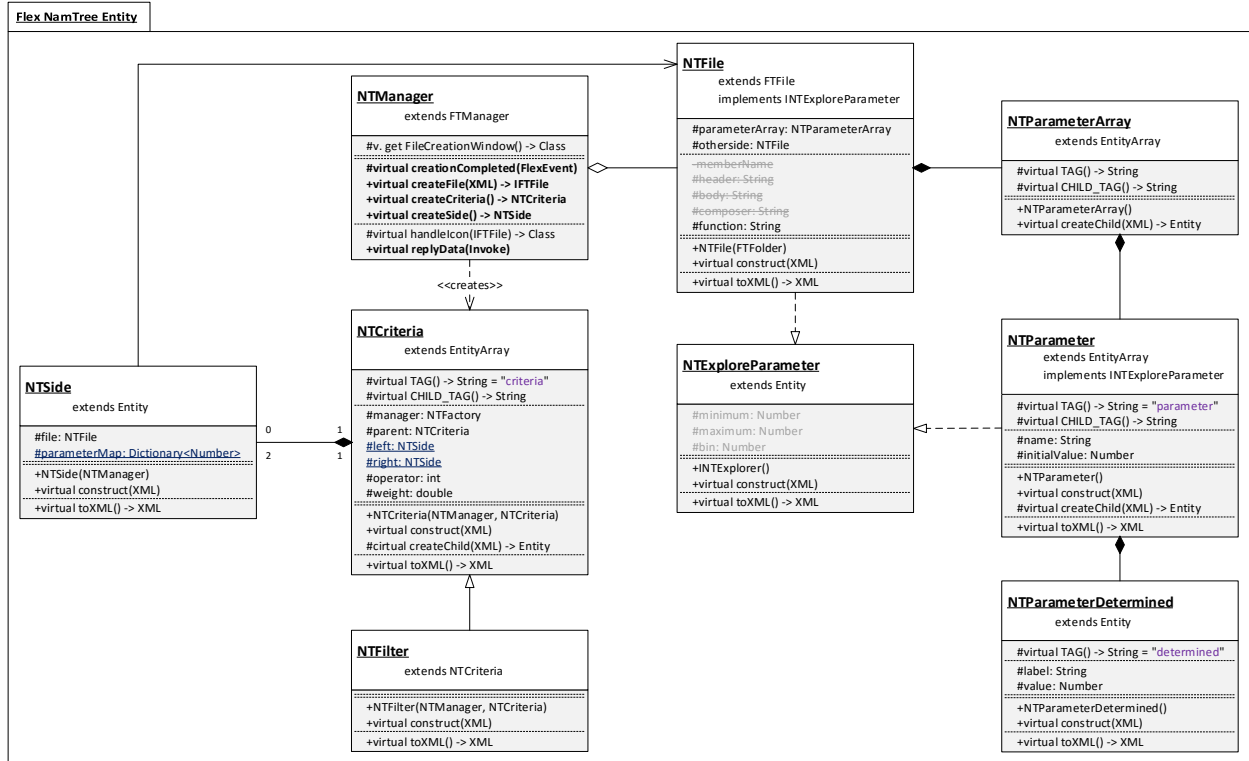 Flex NamTree Entity
NTManager
extends FTManager
#v. get FileCreationWindow() -> Class
#virtual creationCompleted(FlexEvent)
+virtual createFile(XML) -> IFTFile
+virtual createCriteria() -> NTCriteria
+virtual createSide() -> NTSide
#virtual handleIcon(IFTFile) -> Class
+virtual replyData(Invoke)
<<creates>>
NTFile
extends FTFile
implements INTExploreParameter
#parameterArray: NTParameterArray
#otherside: NTFile
-memberName
#header: String
#body: String
#composer: String
#function: String
+NTFile(FTFolder)
+virtual construct(XML)
+virtual toXML() -> XML
NTParameterArray
extends EntityArray
#virtual TAG() -> String
#virtual CHILD_TAG() -> String
+NTParameterArray()
+virtual createChild(XML) -> Entity
NTCriteria
extends EntityArray
#virtual TAG() -> String = "criteria"
#virtual CHILD_TAG() -> String
#manager: NTFactory
#parent: NTCriteria
#left: NTSide
#right: NTSide
#operator: int
#weight: double
+NTCriteria(NTManager, NTCriteria)
+virtual construct(XML)
#cirtual createChild(XML) -> Entity
+virtual toXML() -> XML
NTSide
extends Entity
#file: NTFile
#parameterMap: Dictionary<Number>
+NTSide(NTManager)
+virtual construct(XML)
+virtual toXML() -> XML
0
1
2
1
NTExploreParameter
extends Entity
#minimum: Number
#maximum: Number
#bin: Number
+INTExplorer()
+virtual construct(XML)
+virtual toXML() -> XML
NTParameter
extends EntityArray
implements INTExploreParameter
#virtual TAG() -> String = "parameter"
#virtual CHILD_TAG() -> String
#name: String
#initialValue: Number
+NTParameter()
+virtual construct(XML)
#virtual createChild(XML) -> Entity
+virtual toXML() -> XML
NTFilter
extends NTCriteria
+NTFilter(NTManager, NTCriteria)
+virtual construct(XML)
+virtual toXML() -> XML
NTParameterDetermined
extends Entity
#virtual TAG() -> String = "determined"
#label: String
#value: Number
+NTParameterDetermined()
+virtual construct(XML)
+virtual toXML() -> XML